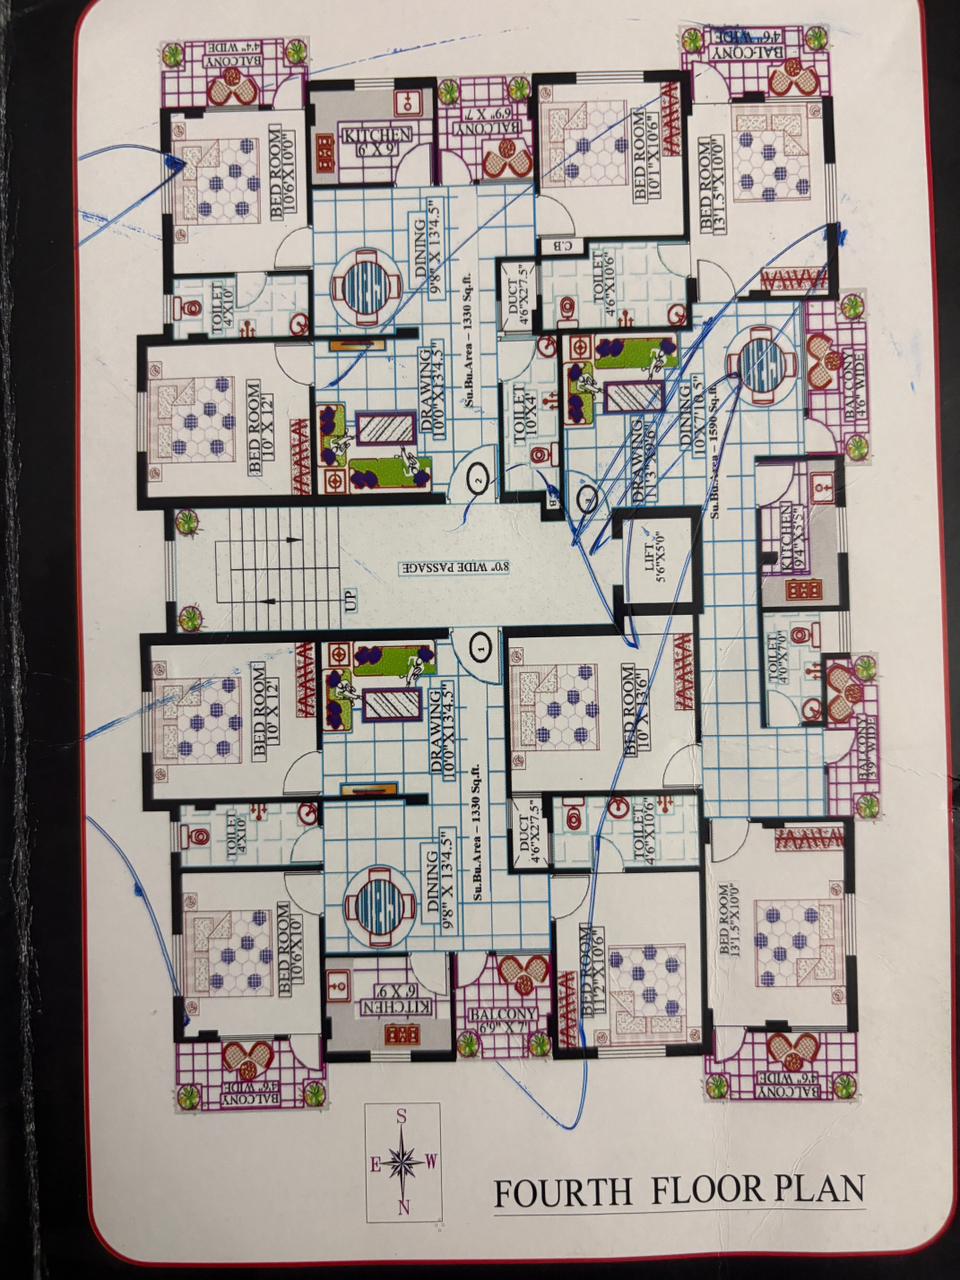 BALCONY
4'4" WIDE
BALCONY
4'6" WIDE
BED ROOM
10'6"X10'0"
KITCHEN
6'X9'
BALCONY
6'9" X 7'
BED ROOM
10'1"X10'6"
BED ROOM
13'1.5"X10'0"
DINING
9'8" X 13'4.5"
C.B
TOILET
4'X10'
DUCT
4'6"X2'7.5"
TOILET
4'6"X10'6"
Su.Bu.Area – 1330 Sq.ft.
BED ROOM
10' X 12'
DRAWING
10'0"X13'4.5"
TOILET
10'X4'
DRAWING
DINING
10'X7'10.5"
Su.Bu.Area – 1590 Sq.ft.
BALCONY
4'6" WIDE
2
3
KITCHEN
9'4"X5'5"
8'0" WIDE PASSAGE
LIFT
5'6"X5'0"
UP
1
BED ROOM
10' X 12'
DRAWING
10'0"X13'4.5"
BED ROOM
10' X 13'6"
TOILET
4'0"X7'0"
BALCONY
3'9" WIDE
TOILET
4'X10'
DUCT
4'6"X2'7.5"
TOILET
4'6"X10'6"
Su.Bu.Area – 1330 Sq.ft.
DINING
9'8" X 13'4.5"
BED ROOM
10'6"X10'
KITCHEN
6'X9'
BALCONY
6'9" X 7'
BED ROOM
11'2"X10'6"
BED ROOM
13'1.5"X10'0"
BALCONY
4'6" WIDE
BALCONY
4'6" WIDE
S
E W
N
FOURTH FLOOR PLAN